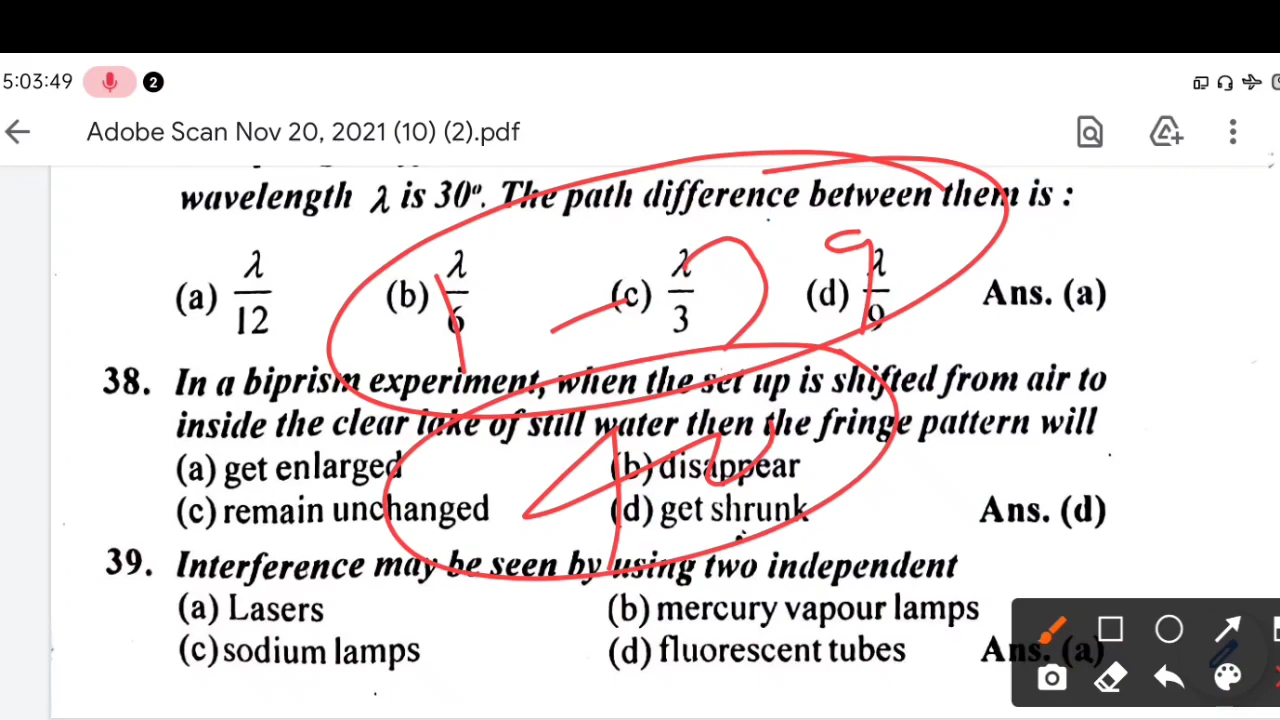 5:03:49 2
Adobe Scan Nov 20, 2021 (10) (2).pdf
wavelength λ is 30°. The path difference between them is :
(a) λ/12 (b) λ/6 (c) λ/3 (d) λ/9 Ans. (a)
38. In a biprism experiment, when the set up is shifted from air to
inside the clear lake of still water then the fringe pattern will
(a) get enlarged (b) disappear
(c) remain unchanged (d) get shrunk Ans. (d)
39. Interference may be seen by using two independent
(a) Lasers (b) mercury vapour lamps
(c) sodium lamps (d) fluorescent tubes Ans. (a)